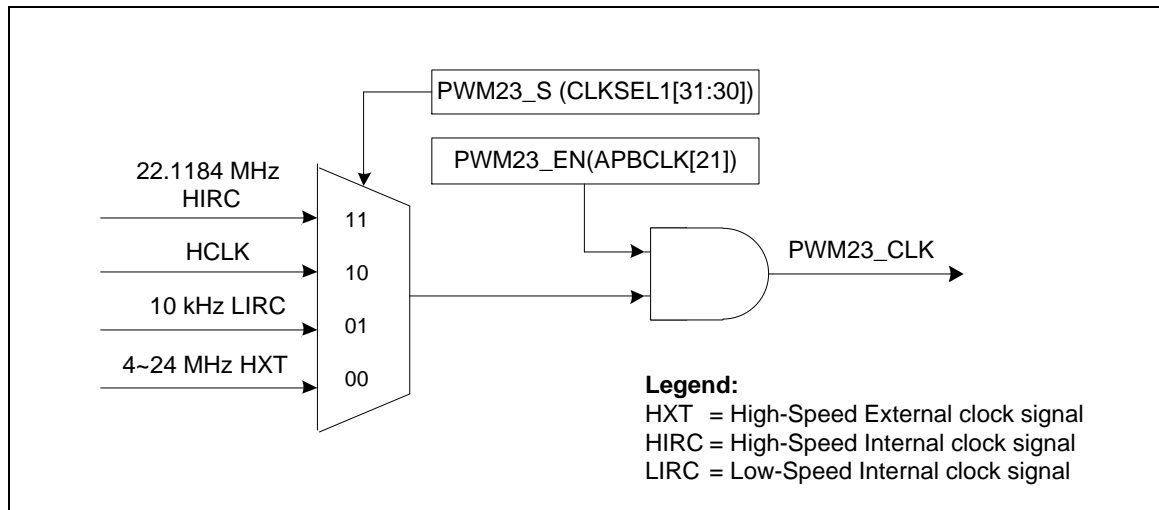 PWM23_S (CLKSEL1[31:30])
PWM23_EN(APBCLK[21])
22.1184 MHz
HIRC
HCLK
10 kHz LIRC
4~24 MHz HXT
11
10
01
00
PWM23_CLK
Legend:
HXT = High-Speed External clock signal
HIRC = High-Speed Internal clock signal
LIRC = Low-Speed Internal clock signal